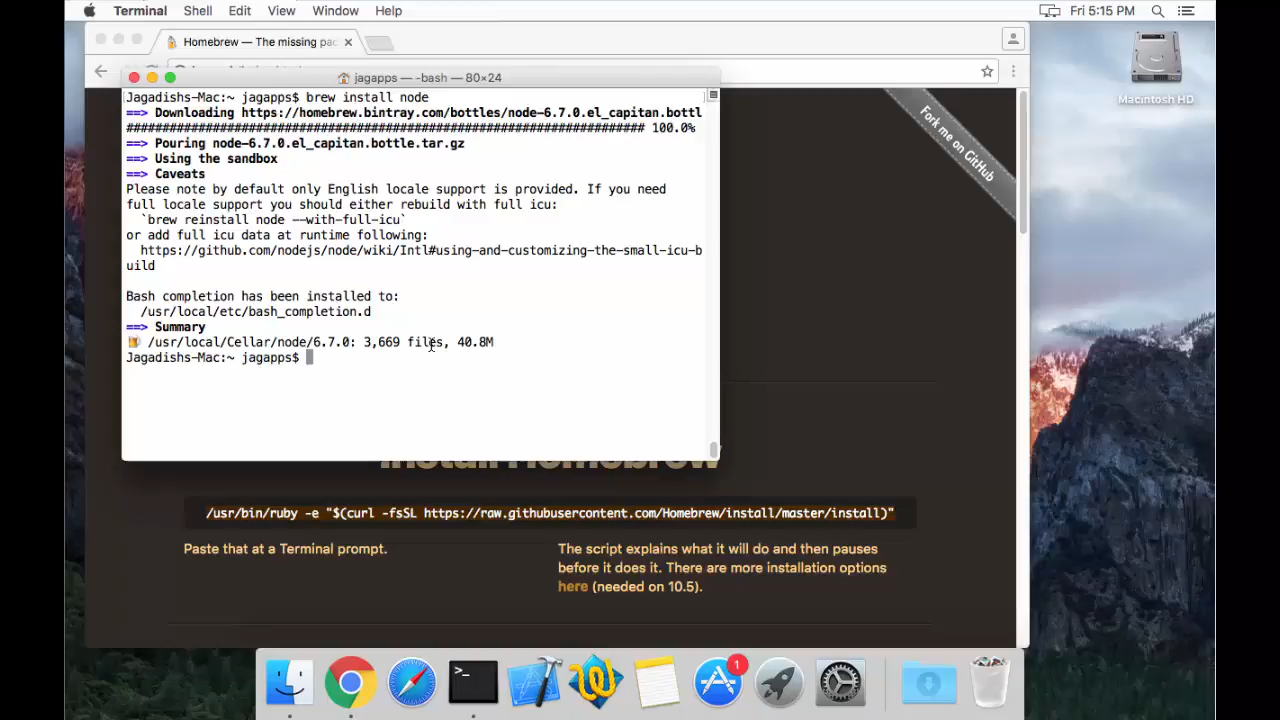 Terminal Shell Edit View Window Help Fri 5:15 PM
Homebrew — The missing pac
jagapps — -bash — 80×24
Macintosh HD
Fork me on GitHub
Jagadishs-Mac:~ jagapps$ brew install node
==> Downloading https://homebrew.bintray.com/bottles/node-6.7.0.el_capitan.bottl
######################################################################## 100.0%
==> Pouring node-6.7.0.el_capitan.bottle.tar.gz
==> Using the sandbox
==> Caveats
Please note by default only English locale support is provided. If you need
full locale support you should either rebuild with full icu:
`brew reinstall node --with-full-icu`
or add full icu data at runtime following:
https://github.com/nodejs/node/wiki/Intl#using-and-customizing-the-small-icu-b
uild
Bash completion has been installed to:
/usr/local/etc/bash_completion.d
==> Summary
🍺 /usr/local/Cellar/node/6.7.0: 3,669 files, 40.8M
Jagadishs-Mac:~ jagapps$
Install Homebrew
/usr/bin/ruby -e "$(curl -fsSL https://raw.githubusercontent.com/Homebrew/install/master/install)"
Paste that at a Terminal prompt.
The script explains what it will do and then pauses
before it does it. There are more installation options
here (needed on 10.5).
1